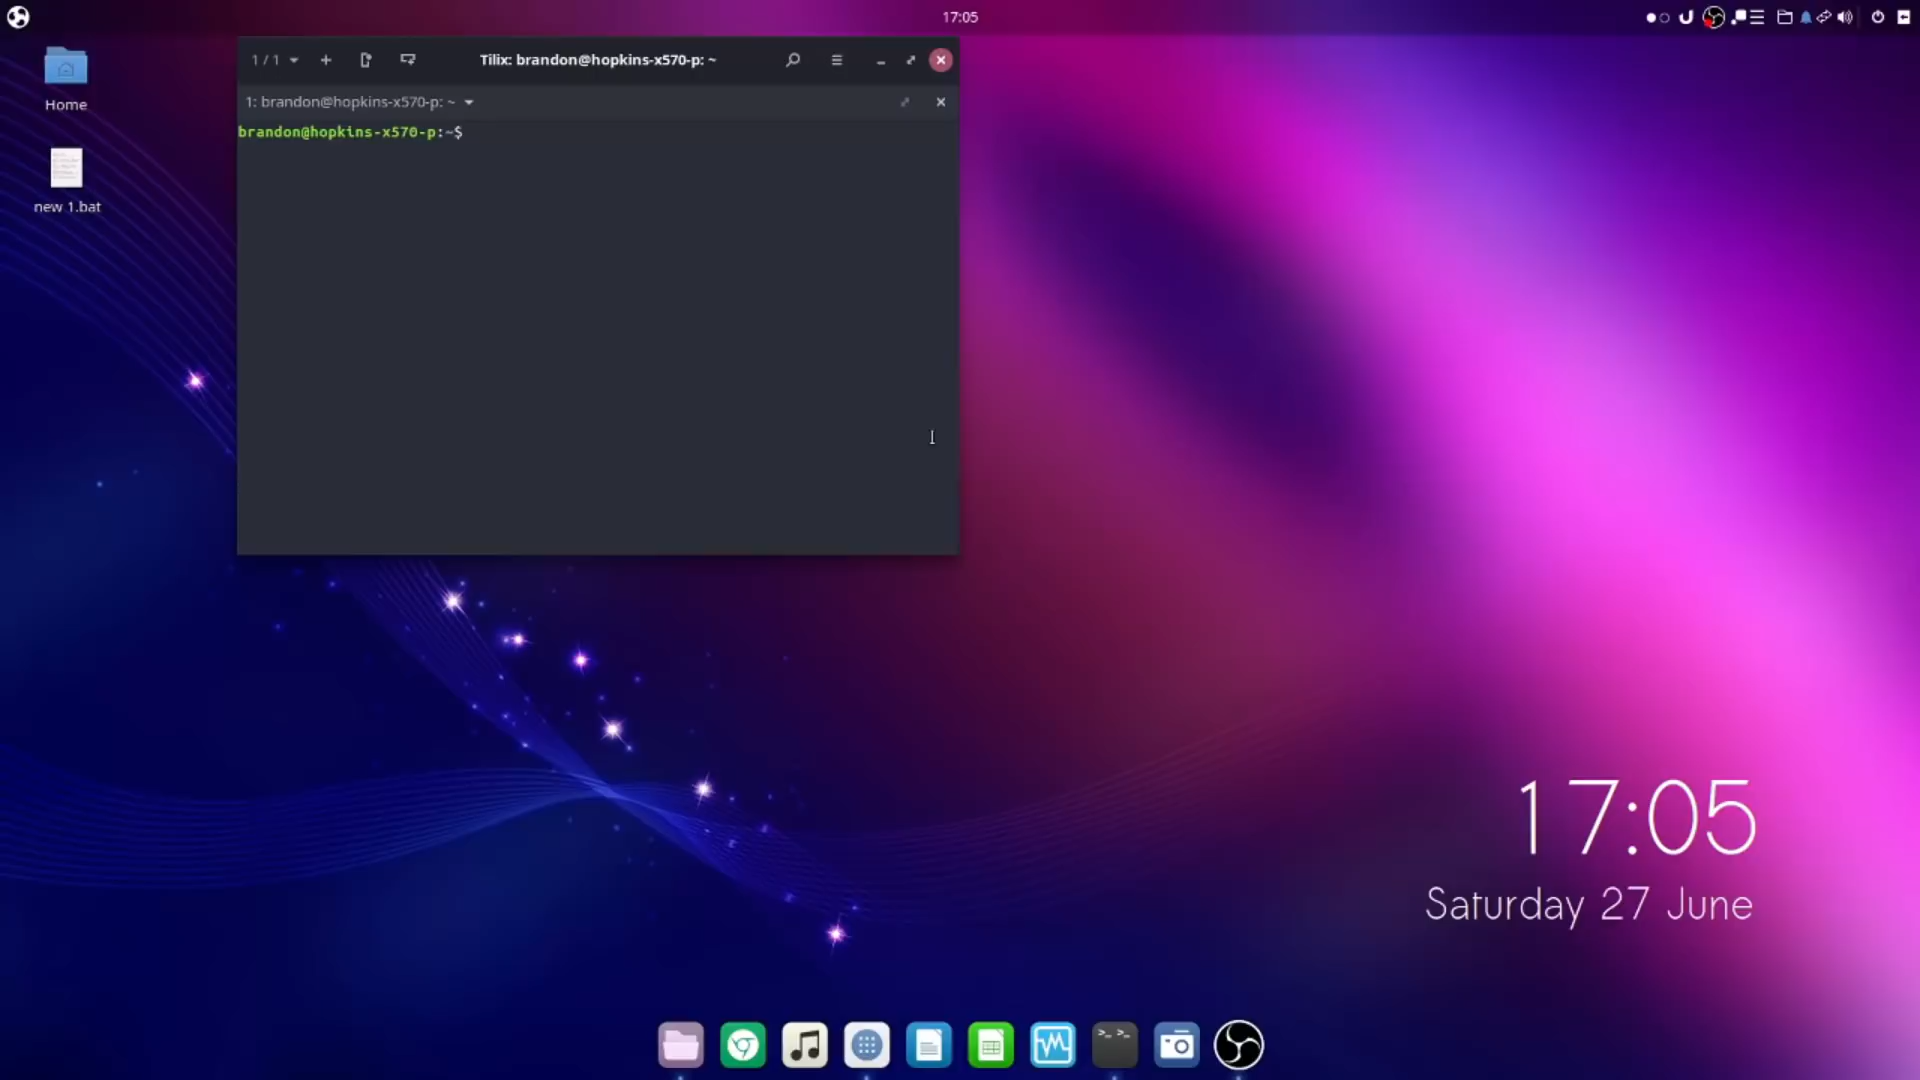 17:05
Home
new 1.bat
1 / 1
Tilix: brandon@hopkins-x570-p: ~
1: brandon@hopkins-x570-p: ~
brandon@hopkins-x570-p:~$
17:05
Saturday 27 June
>_ >_